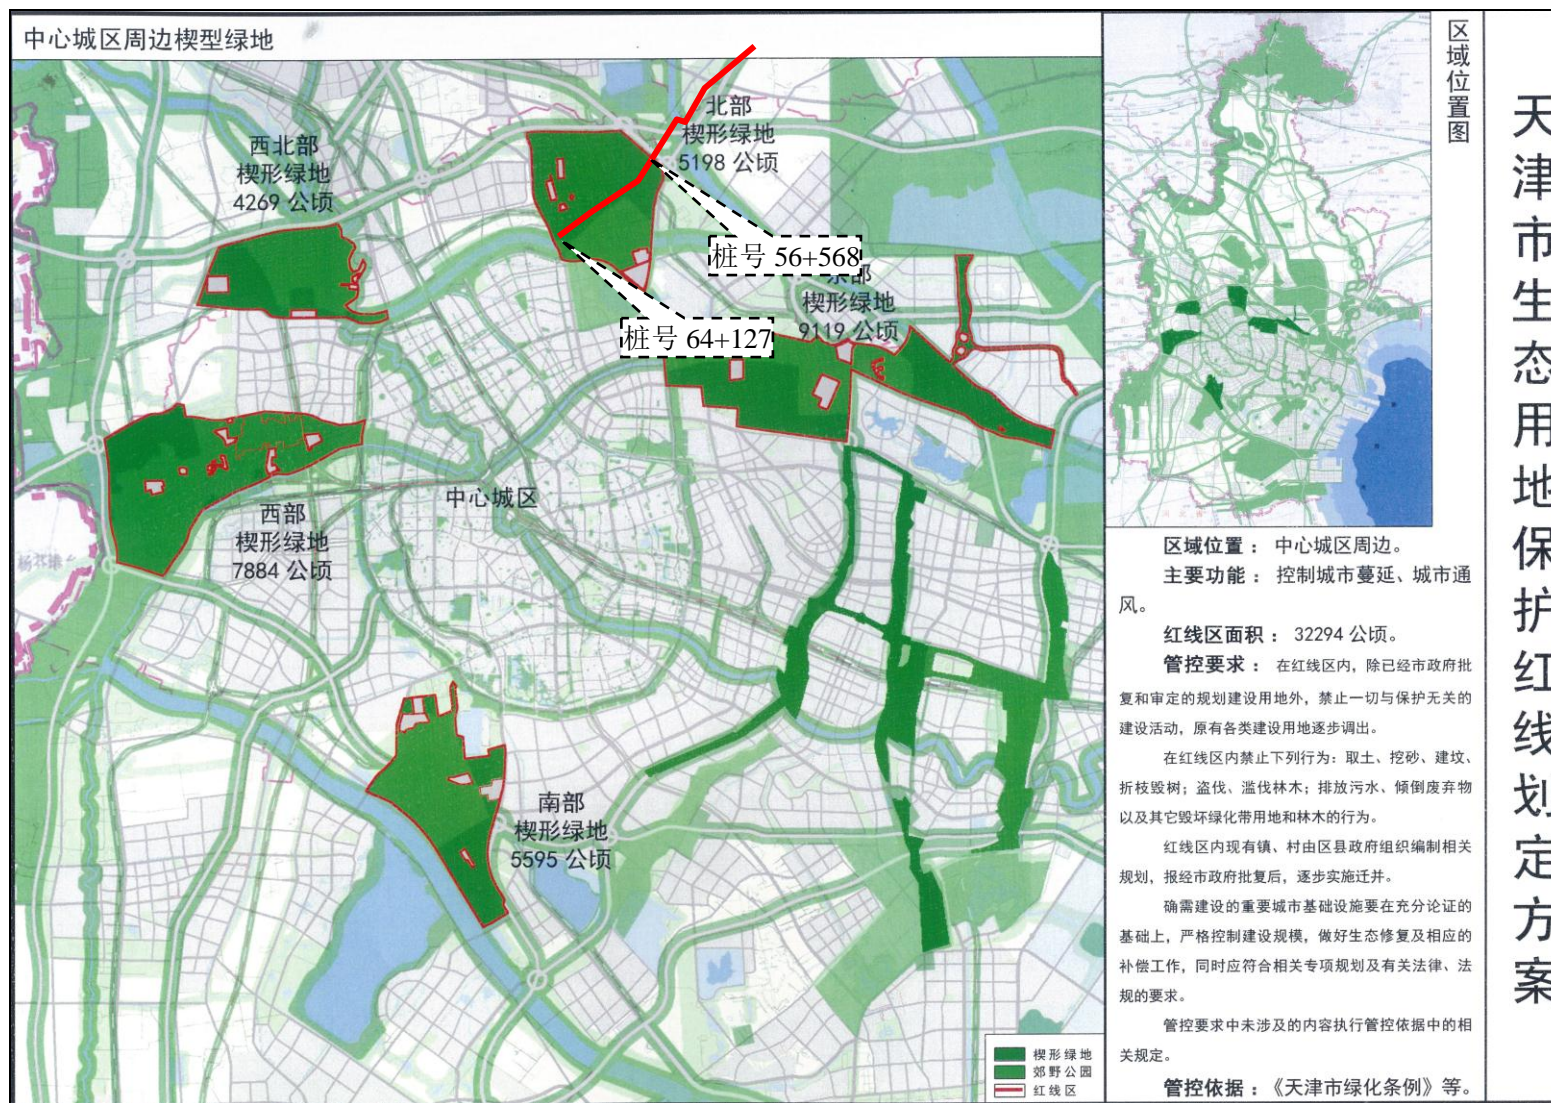 中心城区周边楔型绿地
西北部
楔形绿地
4269 公顷
北部
楔形绿地
5198 公顷
桩号 56+568
桩号 64+127
东部
楔形绿地
9119 公顷
西部
楔形绿地
7884 公顷
中心城区
南部
楔形绿地
5595 公顷
楔形绿地
郊野公园
红线区
区域位置图
区域位置： 中心城区周边。
主要功能： 控制城市蔓延、城市通
风。
红线区面积： 32294 公顷。
管控要求： 在红线区内，除已经市政府批
复和审定的规划建设用地外，禁止一切与保护无关的
建设活动，原有各类建设用地逐步调出。
在红线区内禁止下列行为：取土、挖砂、建坟、
折枝毁树；盗伐、滥伐林木；排放污水、倾倒废弃物
以及其它毁坏绿化带用地和林木的行为。
红线区内现有镇、村由区县政府组织编制相关
规划，报经市政府批复后，逐步实施迁并。
确需建设的重要城市基础设施要在充分论证的
基础上，严格控制建设规模，做好生态修复及相应的
补偿工作，同时应符合相关专项规划及有关法律、法
规的要求。
管控要求中未涉及的内容执行管控依据中的相
关规定。
管控依据：《天津市绿化条例》等。
天津市生态用地保护红线划定方案